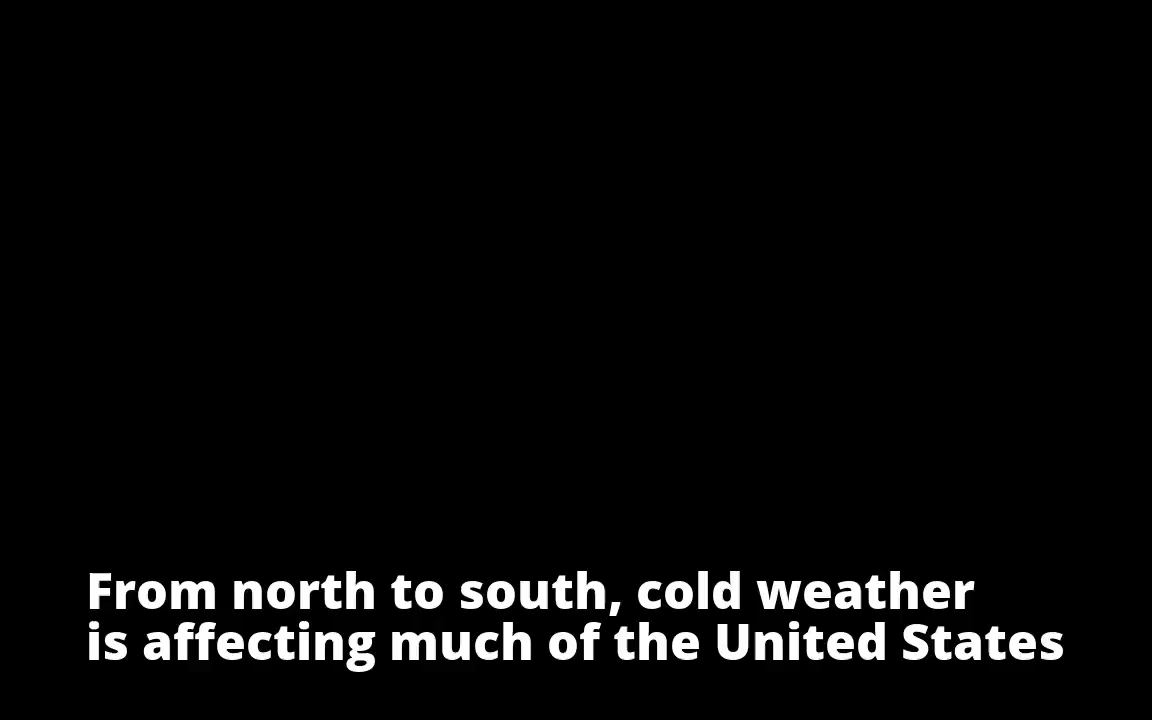 From north to south, cold weather
is affecting much of the United States